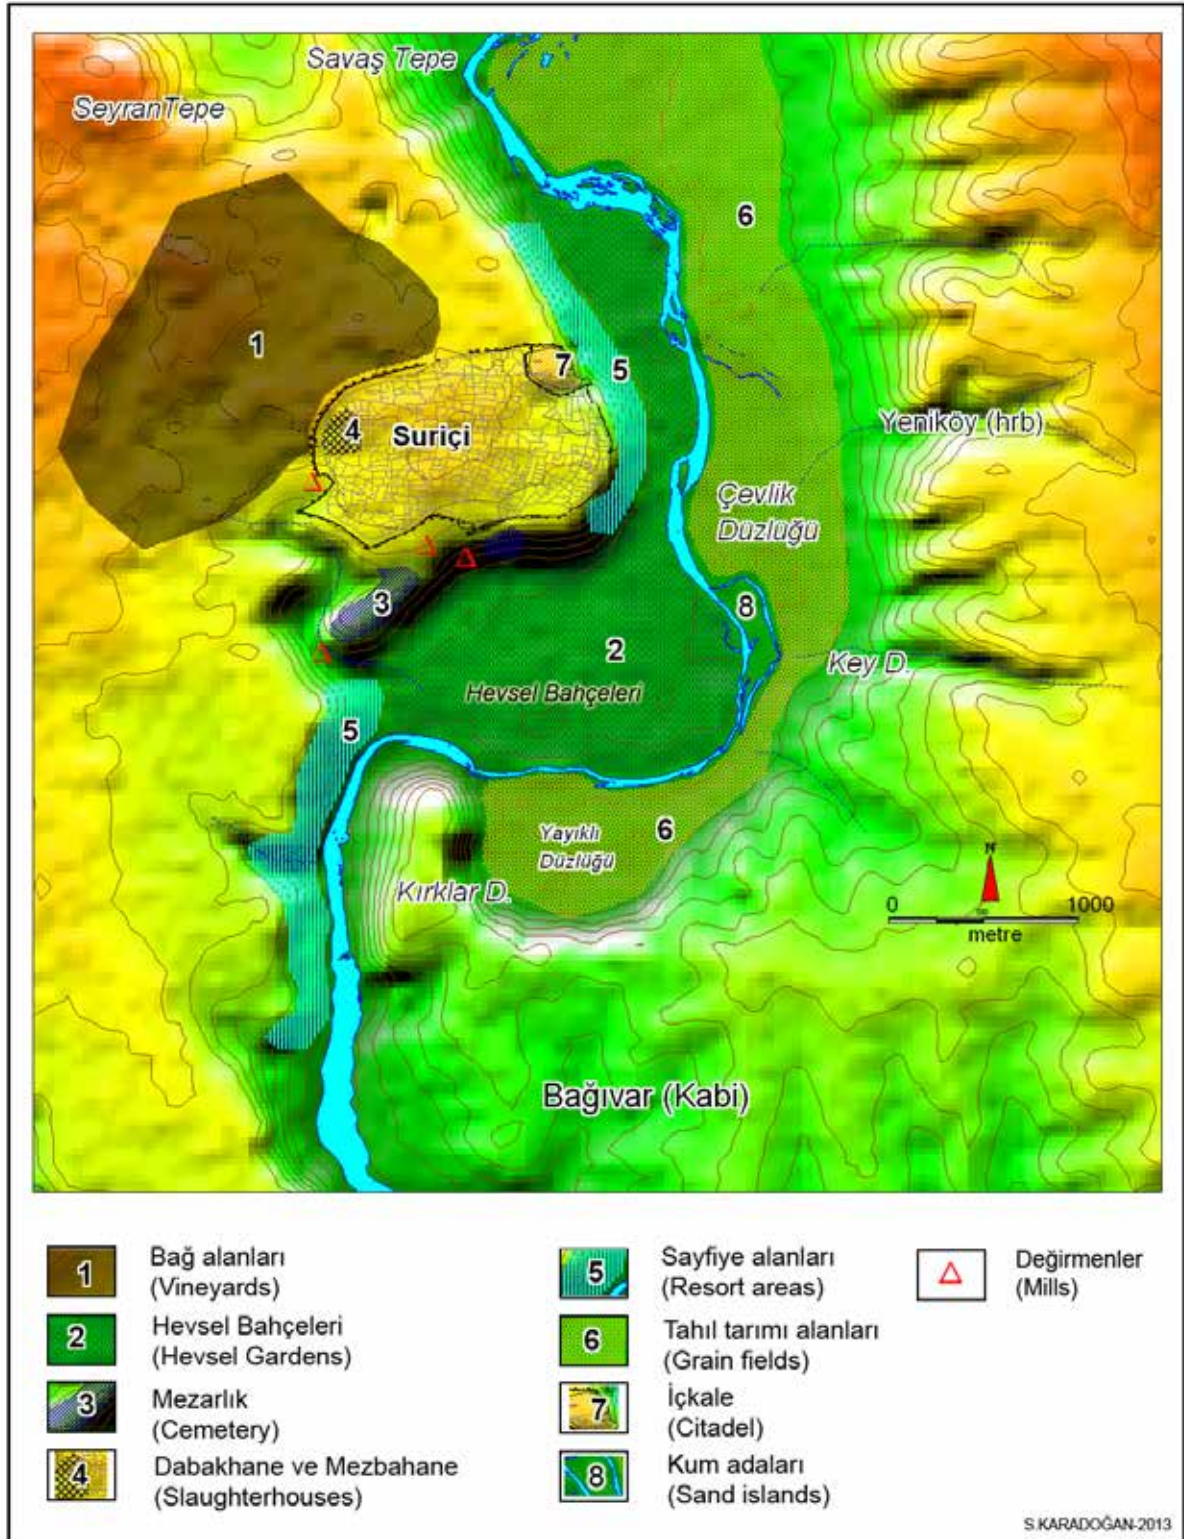 Savaş Tepe
SeyranTepe
6
1
7
5
4
Suriçi
Yeniköy (hrb)
Çevlik
Düzlüğü
3
8
2
Key D.
Hevsel Bahçeleri
5
Yayıklı
Düzlüğü
6
Kırklar D.
N
0 1000
metre
Bağıvar (Kabi)
1 Bağ alanları
(Vineyards)
2 Hevsel Bahçeleri
(Hevsel Gardens)
3 Mezarlık
(Cemetery)
4 Dabakhane ve Mezbahane
(Slaughterhouses)
5 Sayfiye alanları
(Resort areas)
6 Tahıl tarımı alanları
(Grain fields)
7 İçkale
(Citadel)
8 Kum adaları
(Sand islands)
Değirmenler
(Mills)
S.KARADOĞAN-2013